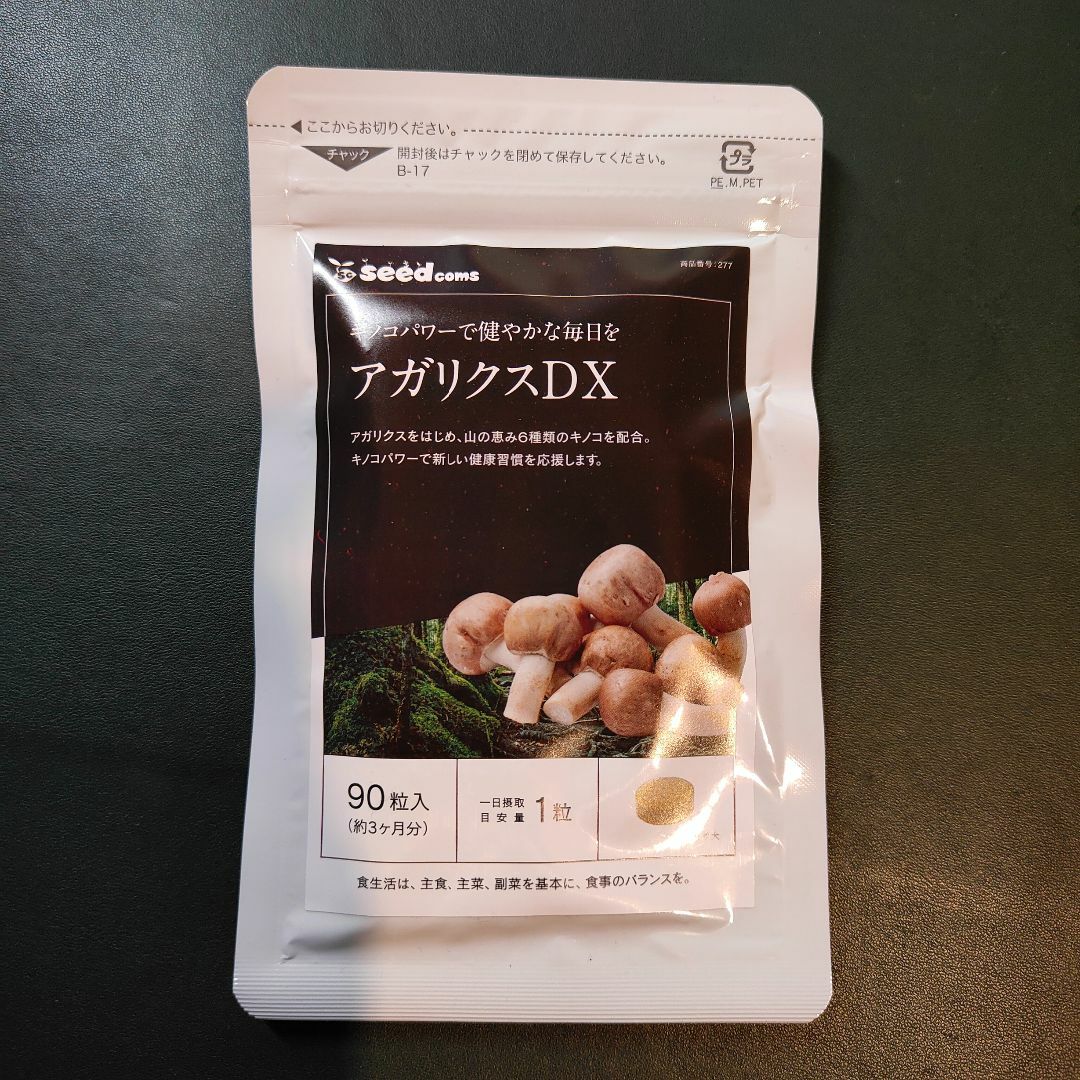 ここからお切りください。
チャック
開封後はチャックを閉めて保存してください。
B-17
プラ
PE.M.PET
seedcoms
商品番号:277
キノコパワーで健やかな毎日を
アガリクスDX
アガリクスをはじめ、山の恵み6種類のキノコを配合。
キノコパワーで新しい健康習慣を応援します。
90粒入
(約3ヶ月分)
一日摂取
目安量
1粒
大
食生活は、主食、主菜、副菜を基本に、食事のバランスを。